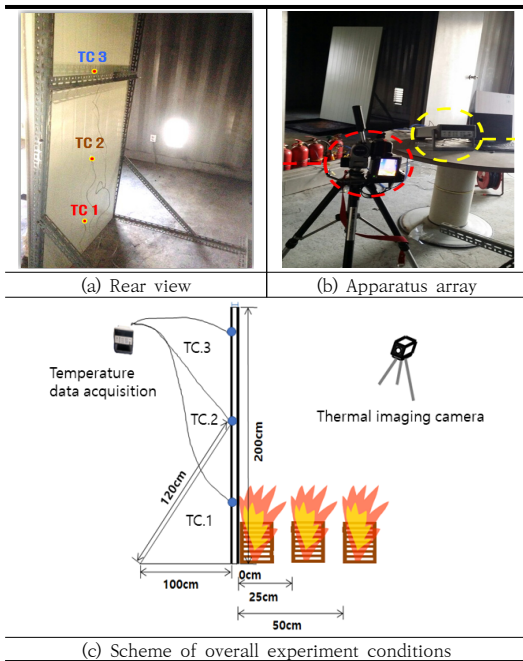 TC 3
TC 2
TC 1
(a) Rear view
(b) Apparatus array
TC.3
Temperature
data acquisition
TC.2
Thermal imaging camera
200cm
120cm
TC.1
0cm
100cm
25cm
50cm
(c) Scheme of overall experiment conditions